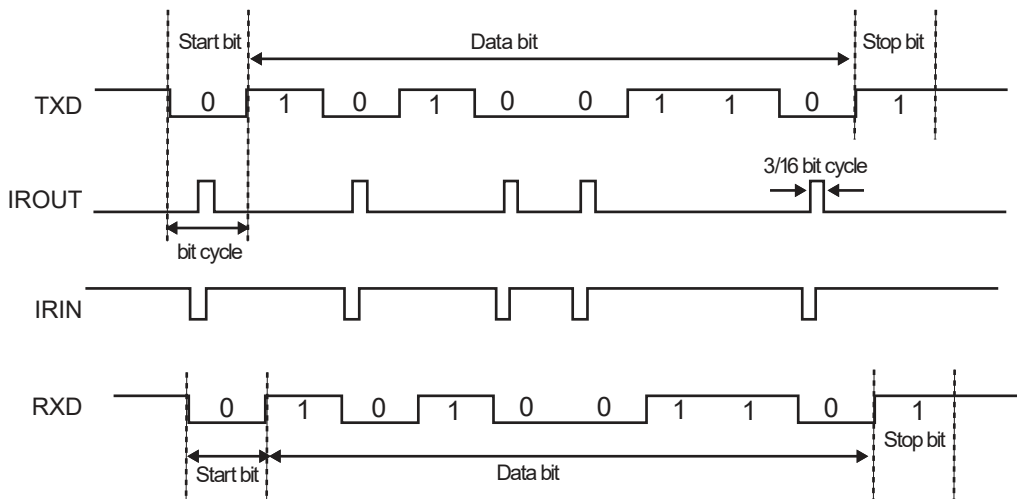 Start bit Data bit Stop bit
TXD 0 1 0 1 0 0 1 1 0 1
3/16 bit cycle
IROUT
bit cycle
IRIN
RXD 0 1 0 1 0 0 1 1 0 1
Stop bit
Start bit Data bit